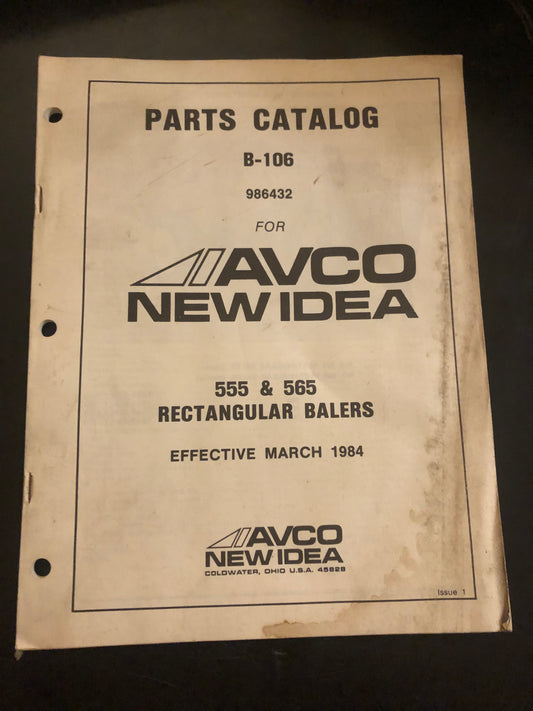 PARTS CATALOG
B-106
986432
FOR
AVCO
NEW IDEA
555 & 565
RECTANGULAR BALERS
EFFECTIVE MARCH 1984
AVCO
NEW IDEA
COLDWATER, OHIO U.S.A. 45828
Issue 1